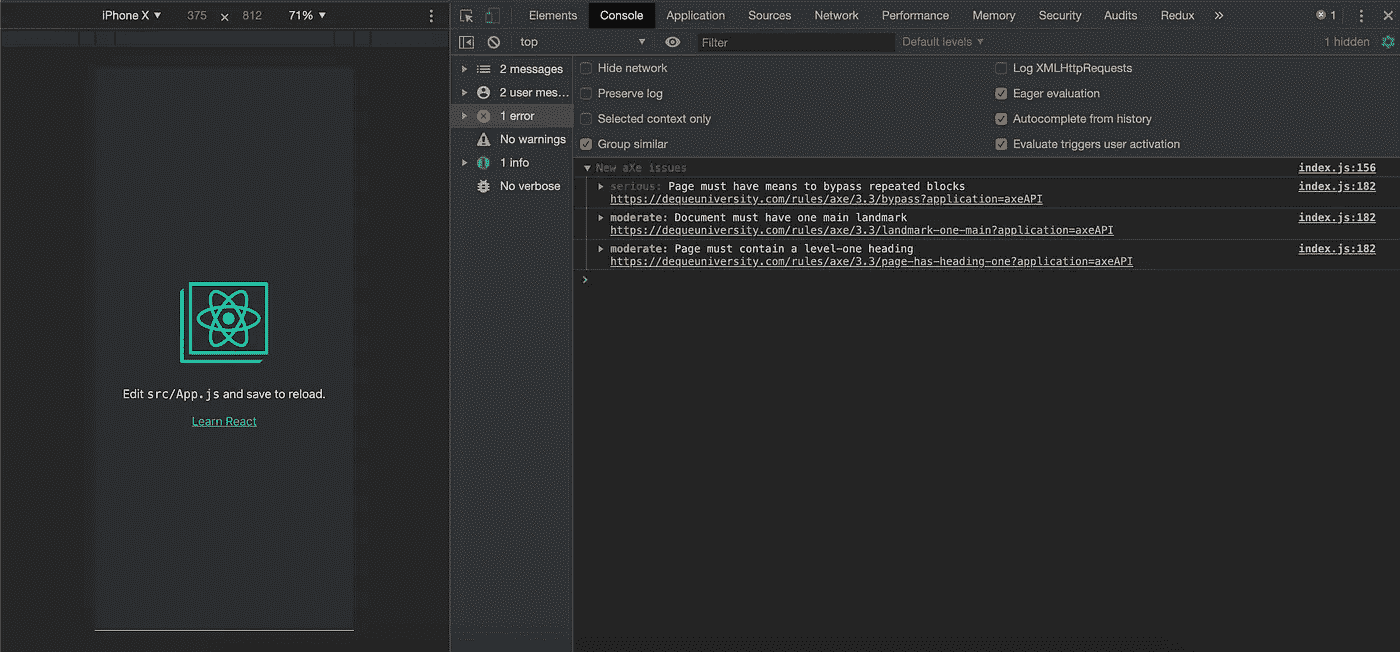 iPhone X ▼ 375 × 812 71% ▼
Elements Console Application Sources Network Performance Memory Security Audits Redux » 1
top ▼ Filter Default levels ▼ 1 hidden
2 messages
2 user mes...
1 error
No warnings
1 info
No verbose
Hide network
Preserve log
Selected context only
Group similar
Log XMLHttpRequests
Eager evaluation
Autocomplete from history
Evaluate triggers user activation
New aXe issues index.js:156
serious: Page must have means to bypass repeated blocks index.js:182
https://dequeuniversity.com/rules/axe/3.3/bypass?application=axeAPI
moderate: Document must have one main landmark index.js:182
https://dequeuniversity.com/rules/axe/3.3/landmark-one-main?application=axeAPI
moderate: Page must contain a level-one heading index.js:182
https://dequeuniversity.com/rules/axe/3.3/page-has-heading-one?application=axeAPI
Edit src/App.js and save to reload.
Learn React